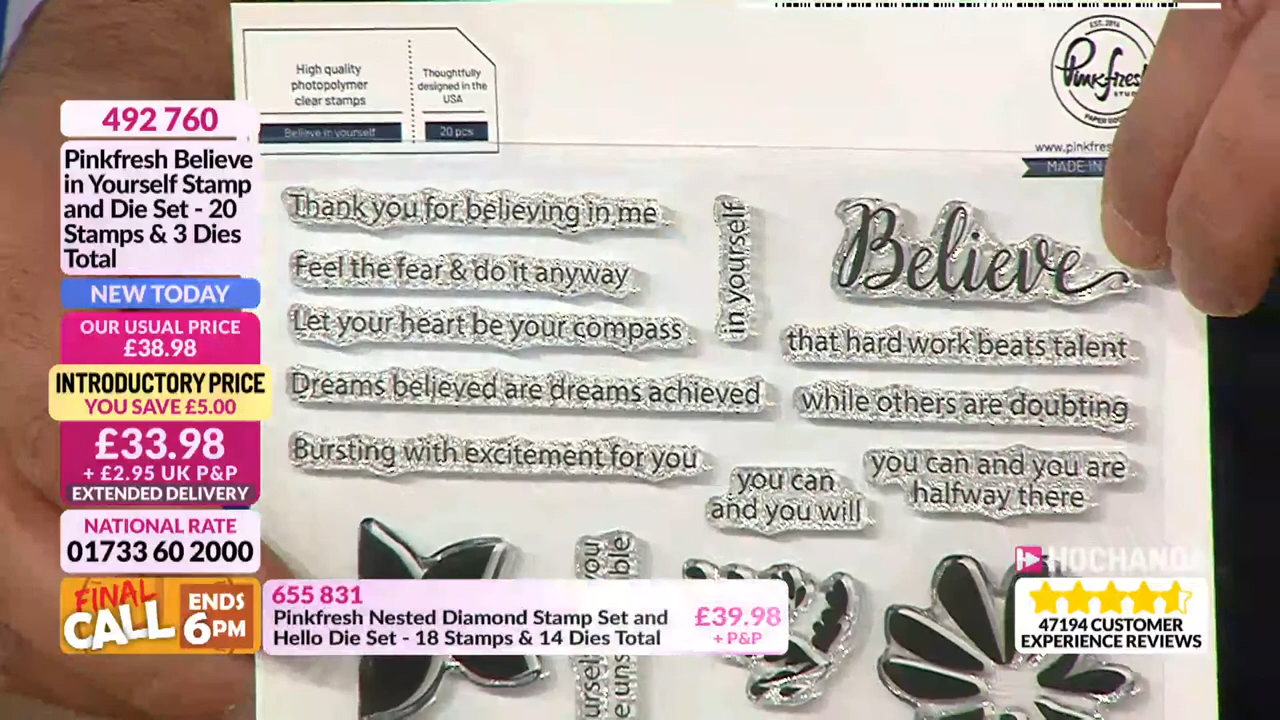 High quality
photopolymer
clear stamps
Thoughtfully
designed in the
USA
Believe in yourself
20 pcs
EST. 2016
Pinkfresh
www.pinkfres
MADE IN
492 760
Pinkfresh Believe
in Yourself Stamp
and Die Set - 20
Stamps & 3 Dies
Total
NEW TODAY
OUR USUAL PRICE
£38.98
INTRODUCTORY PRICE
YOU SAVE £5.00
£33.98
+ £2.95 UK P&P
EXTENDED DELIVERY
NATIONAL RATE
01733 60 2000
Thank you for believing in me
Feel the fear & do it anyway
Let your heart be your compass
Dreams believed are dreams achieved
Bursting with excitement for you
in yourself
Believe
that hard work beats talent
while others are doubting
you can
and you will
you can and you are
halfway there
FINAL
CALL
ENDS
6PM
655 831
Pinkfresh Nested Diamond Stamp Set and
Hello Die Set - 18 Stamps & 14 Dies Total
£39.98
+ P&P
HOCHANDA
47194 CUSTOMER
EXPERIENCE REVIEWS